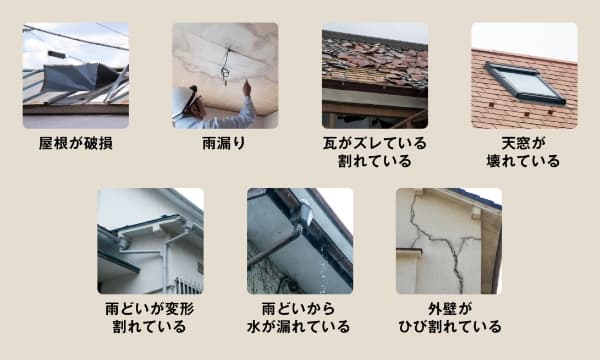 屋根が破損
雨漏り
瓦がズレている
割れている
天窓が
壊れている
雨どいが変形
割れている
雨どいから
水が漏れている
外壁が
ひび割れている